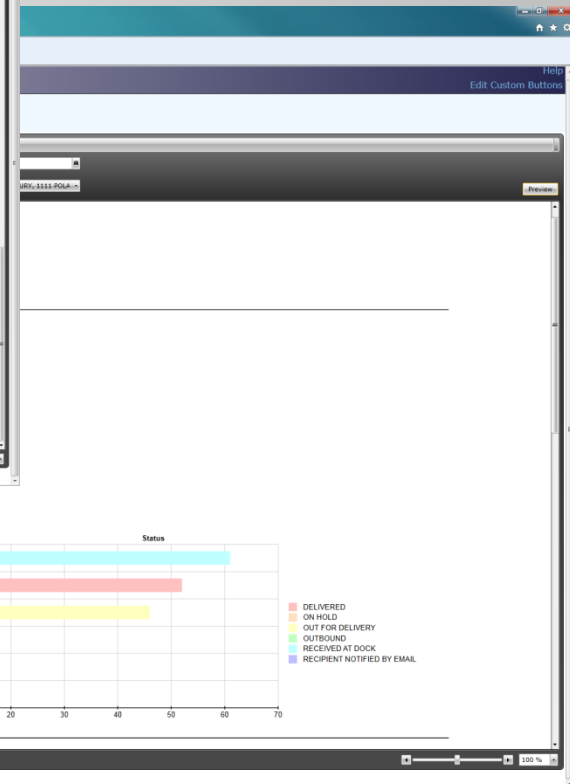 Help
Edit Custom Buttons
URY, 1111 POLA
Preview
Status
DELIVERED
ON HOLD
OUT FOR DELIVERY
OUTBOUND
RECEIVED AT DOCK
RECIPIENT NOTIFIED BY EMAIL
20 30 40 50 60 70
100 %